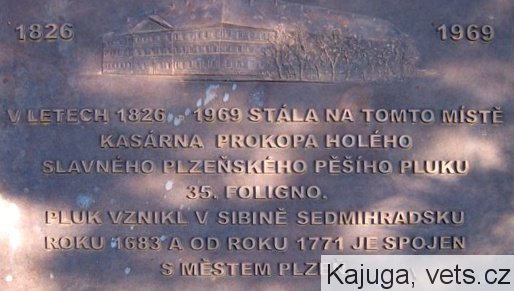 1826 1969
V LETECH 1826 1969 STÁLA NA TOMTO MÍSTĚ
KASÁRNA PROKOPA HOLÉHO
SLAVNÉHO PLZEŇSKÉHO PĚŠÍHO PLUKU
35. FOLIGNO.
PLUK VZNIKL V SIBINĚ SEDMIHRADSKU
ROKU 1683 A OD ROKU 1771 JE SPOJEN
S MĚSTEM
Kajuga, vets.cz